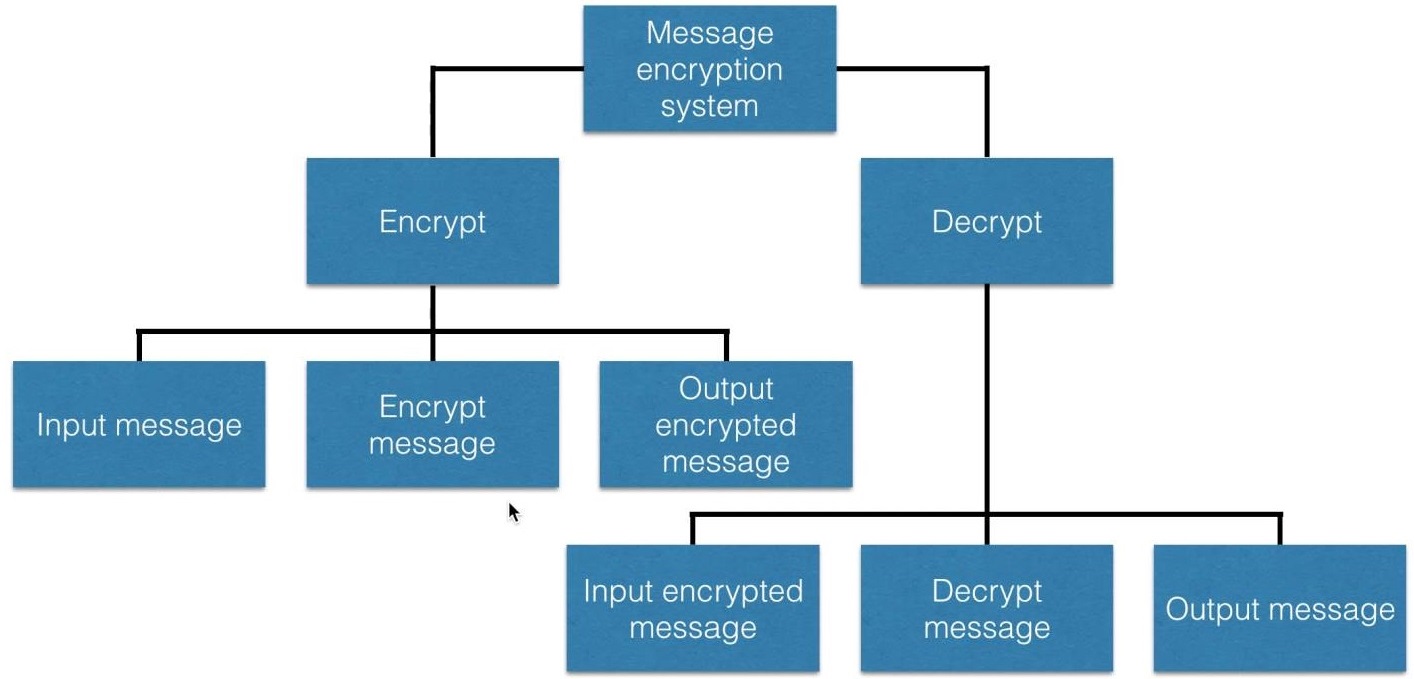 Message
encryption
system
Encrypt
Decrypt
Input message
Encrypt
message
Output
encrypted
message
Input encrypted
message
Decrypt
message
Output message